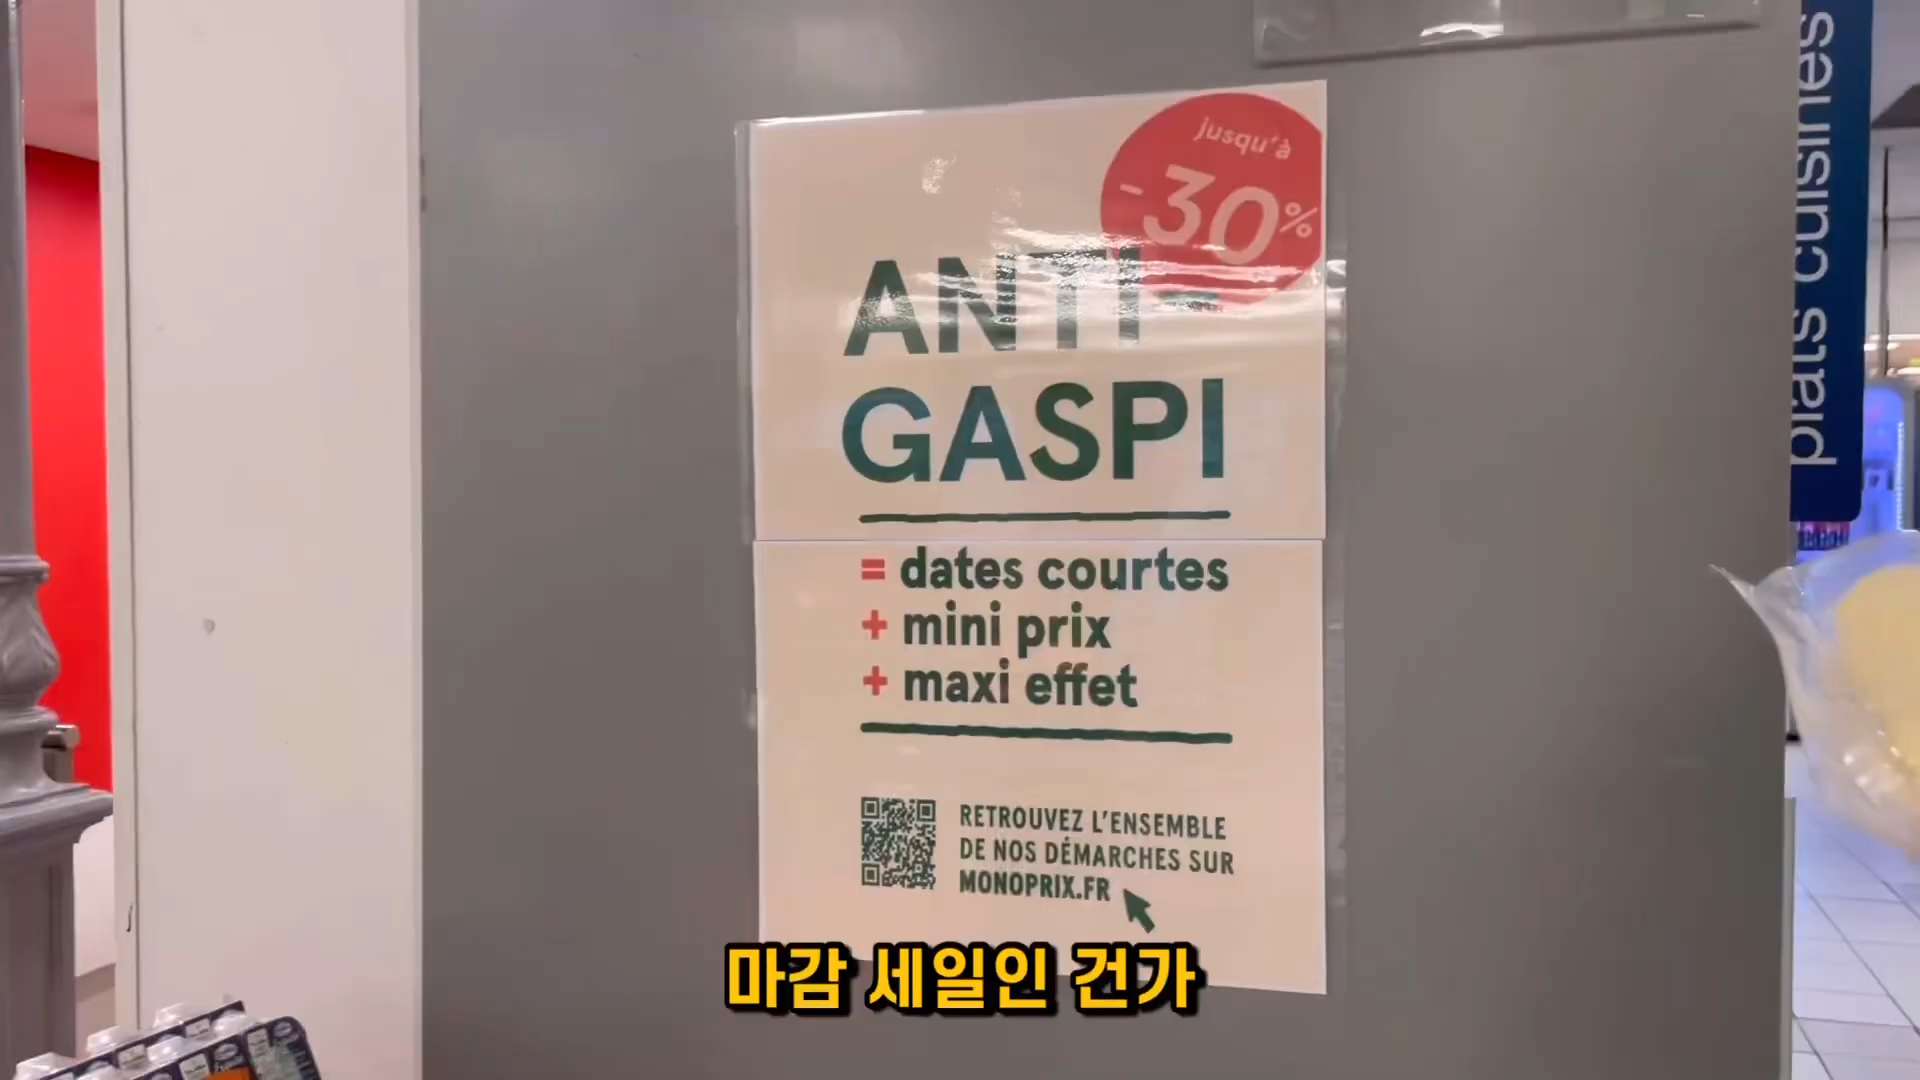 jusqu'à
-30%
ANTI-
GASPI
= dates courtes
+ mini prix
+ maxi effet
RETROUVEZ L'ENSEMBLE
DE NOS DÉMARCHES SUR
MONOPRIX.FR
plats cuisines
마감 세일인 건가